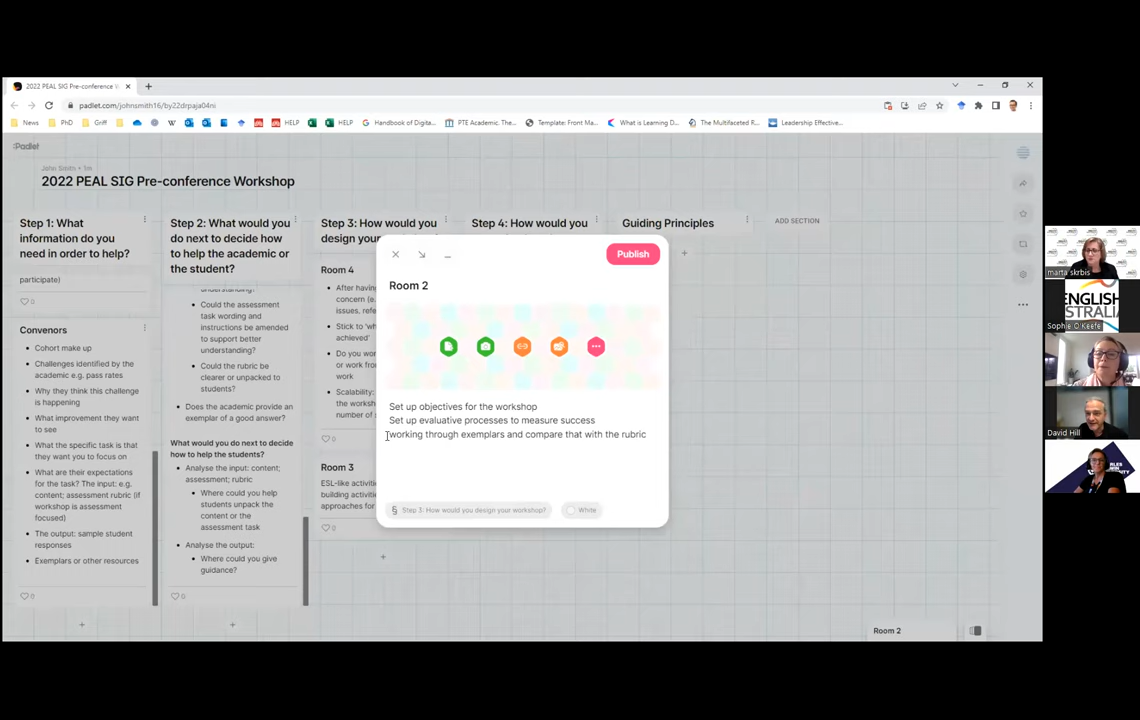 2022 PEAL SIG Pre-conference W
padlet.com/johnsmith16/by22drpaja04ni
News
PhD
Griff
HELP
HELP
Handbook of Digita...
PTE Academic. The...
Template: Front Ma...
What is Learning D...
The Multifaceted R...
Leadership Effective...
:Padlet
John Smith • 1m
2022 PEAL SIG Pre-conference Workshop
Step 1: What
information do you
need in order to help?
participate)
0
Convenors
Cohort make up
Challenges identified by the
academic e.g. pass rates
Why they think this challenge
is happening
What improvement they want
to see
What the specific task is that
they want you to focus on
What are their expectations
for the task? The input: e.g.
content; assessment rubric (if
workshop is assessment
focused)
The output: sample student
responses
Exemplars or other resources
0
Step 2: What would you
do next to decide how
to help the academic or
the student?
understanding?
Could the assessment
task wording and
instructions be amended
to support better
understanding?
Could the rubric be
clearer or unpacked to
students?
Does the academic provide an
exemplar of a good answer?
What would you do next to decide
how to help the students?
Analyse the input: content;
assessment; rubric
Where could you help
students unpack the
content or the
assessment task
Analyse the output:
Where could you give
guidance?
0
Step 3: How would you
design your
Room 4
After having
concern (e.
issues, refe
Stick to 'wh
achieved'
Do you wor
or work from
work
Scalability:
the worksh
number of
0
Room 3
ESL-like activiti
building activiti
approaches for
0
Step 4: How would you
Guiding Principles
ADD SECTION
Publish
Room 2
Set up objectives for the workshop
Set up evaluative processes to measure success
working through exemplars and compare that with the rubric
Step 3: How would you design your workshop?
White
Room 2
marta skrbis
ENGLISH
AUSTRALIA
Sophie O'Keefe
David Hill